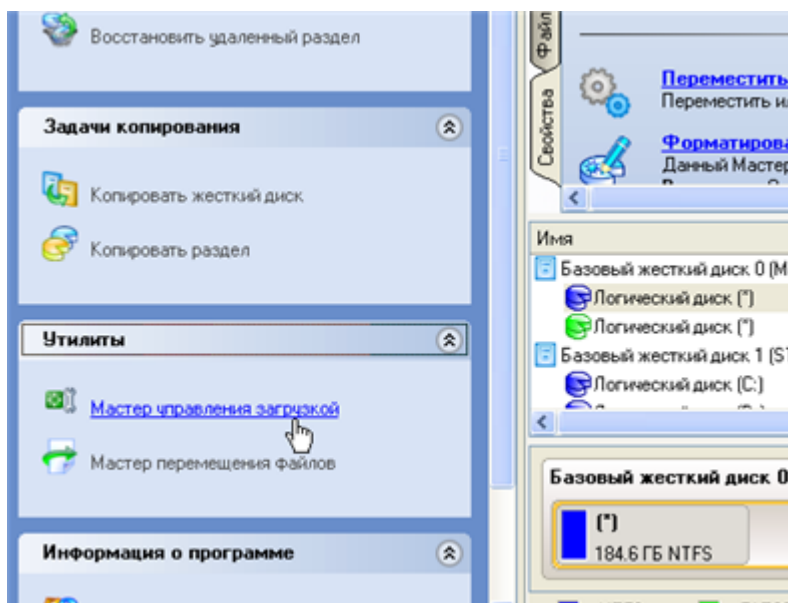 Восстановить удаленный раздел
Задачи копирования
Копировать жесткий диск
Копировать раздел
Утилиты
Мастер управления загрузкой
Мастер перемещения файлов
Информация о программе
Файл
Свойства
Переместить
Переместить и
Форматирова
Данный Мастер
Имя
Базовый жесткий диск 0 (M
Логический диск (*)
Логический диск (*)
Базовый жесткий диск 1 (ST
Логический диск (C:)
Базовый жесткий диск 0
(*)
184.6 ГБ NTFS